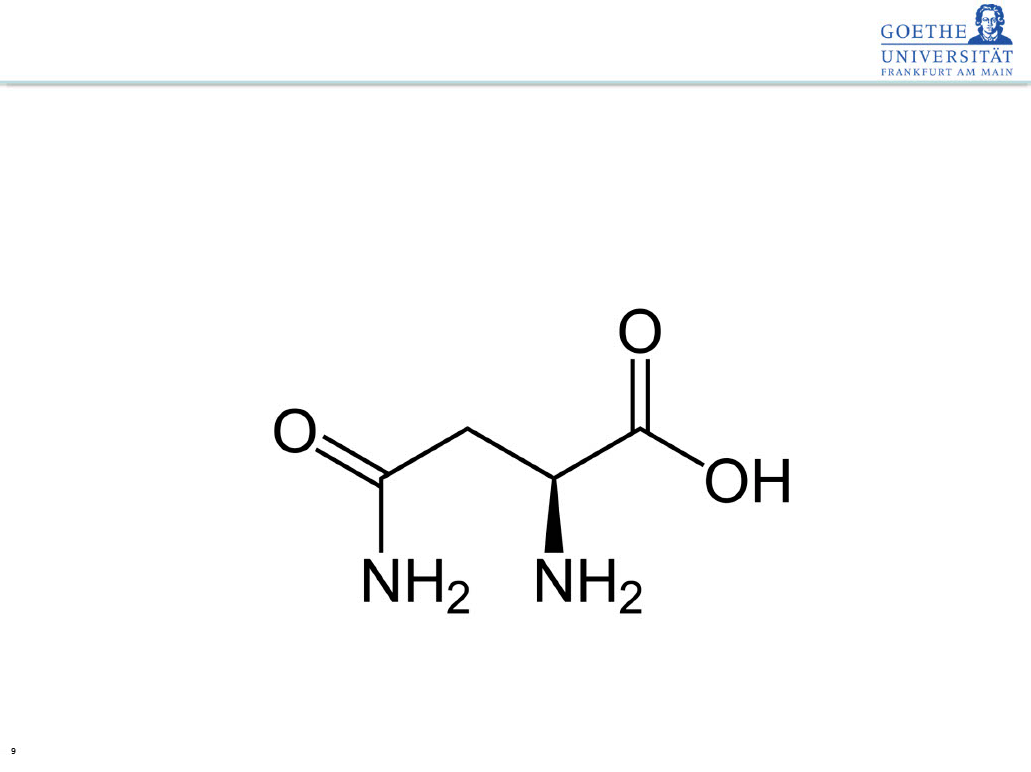 GOETHE
UNIVERSITÄT
FRANKFURT AM MAIN
O
O
OH
NH2 NH2
9